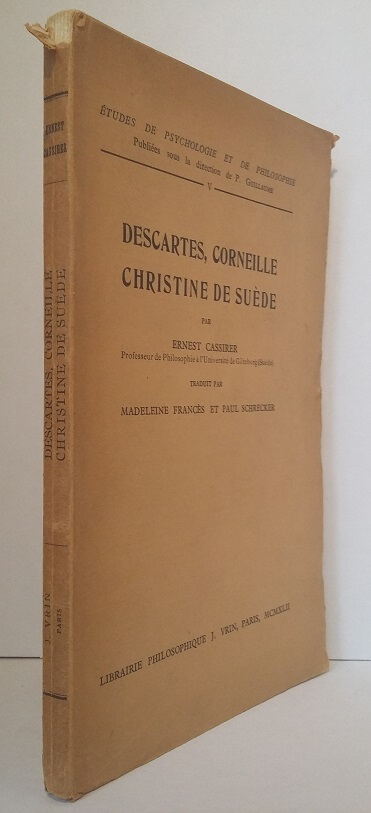 ERNEST
CASSIRER
DESCARTES, CORNEILLE
CHRISTINE DE SUÈDE
J. VRIN
PARIS
ÉTUDES DE PSYCHOLOGIE ET DE PHILOSOPHIE
Publiées sous la direction de P. GUILLAUME
V
DESCARTES, CORNEILLE
CHRISTINE DE SUÈDE
PAR
ERNEST CASSIRER
Professeur de Philosophie à l'Université de Göteborg (Suède)
TRADUIT PAR
MADELEINE FRANCÈS ET PAUL SCHRECKER
LIBRAIRIE PHILOSOPHIQUE J. VRIN, PARIS, MCMXLII